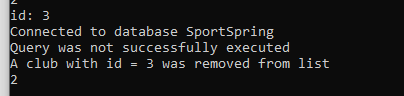 2
id: 3
Connected to database SportSpring
Query was not successfully executed
A club with id = 3 was removed from list
2